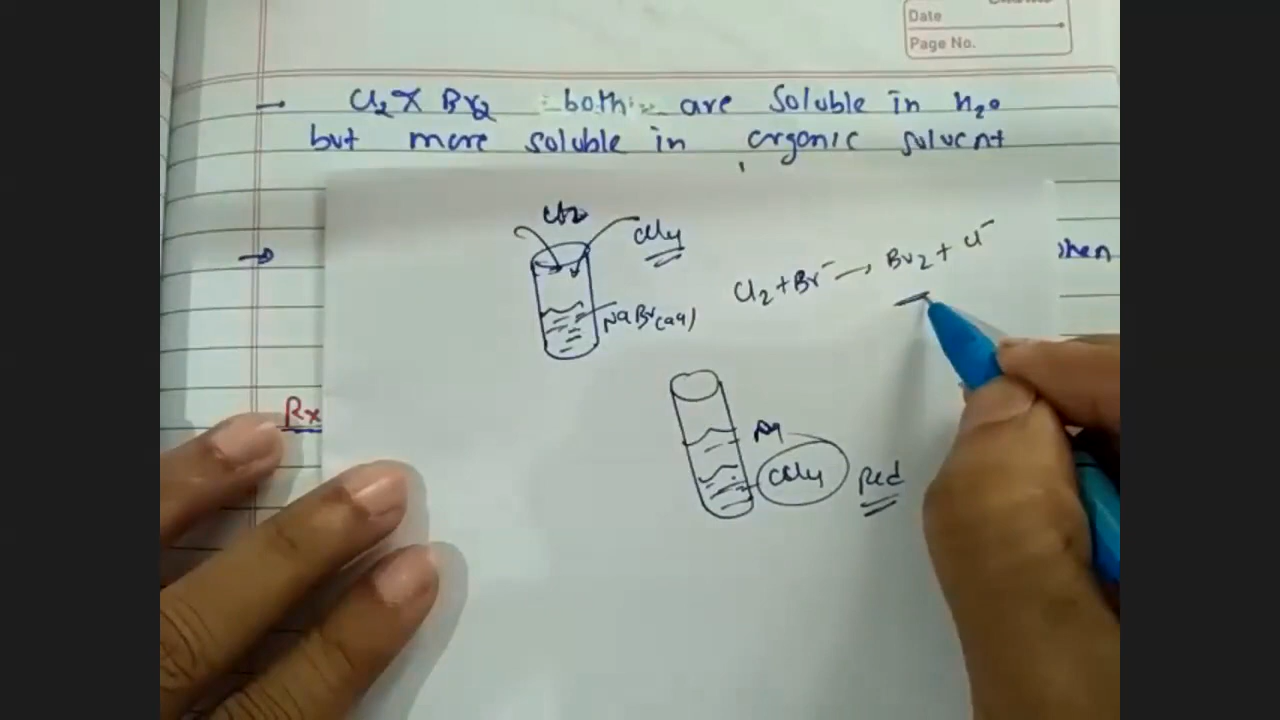 Date
Page No.
→ Cl₂ & Br₂ both are soluble in H₂O
but more soluble in organic solvent
→
Cl₂
CCl₄
NaBr(aq)
Cl₂ + Br⁻ → Br₂ + Cl⁻
hen
Rx
Aq
CCl₄
Red